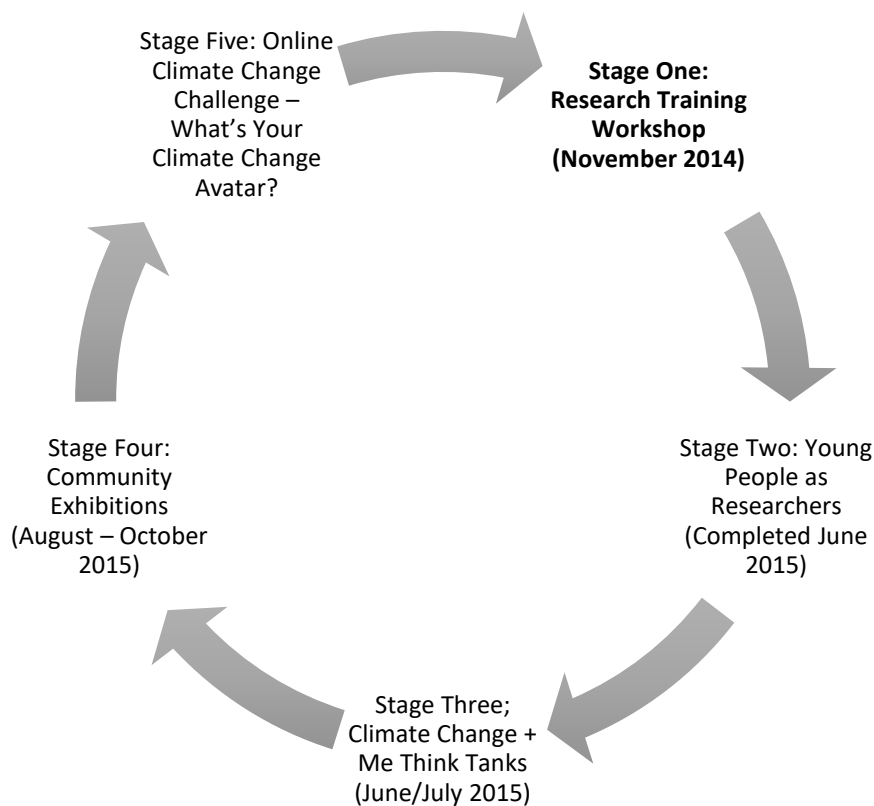 Stage One:
Research Training
Workshop
(November 2014)
Stage Two: Young
People as
Researchers
(Completed June
2015)
Stage Three;
Climate Change +
Me Think Tanks
(June/July 2015)
Stage Four:
Community
Exhibitions
(August – October
2015)
Stage Five: Online
Climate Change
Challenge –
What’s Your
Climate Change
Avatar?